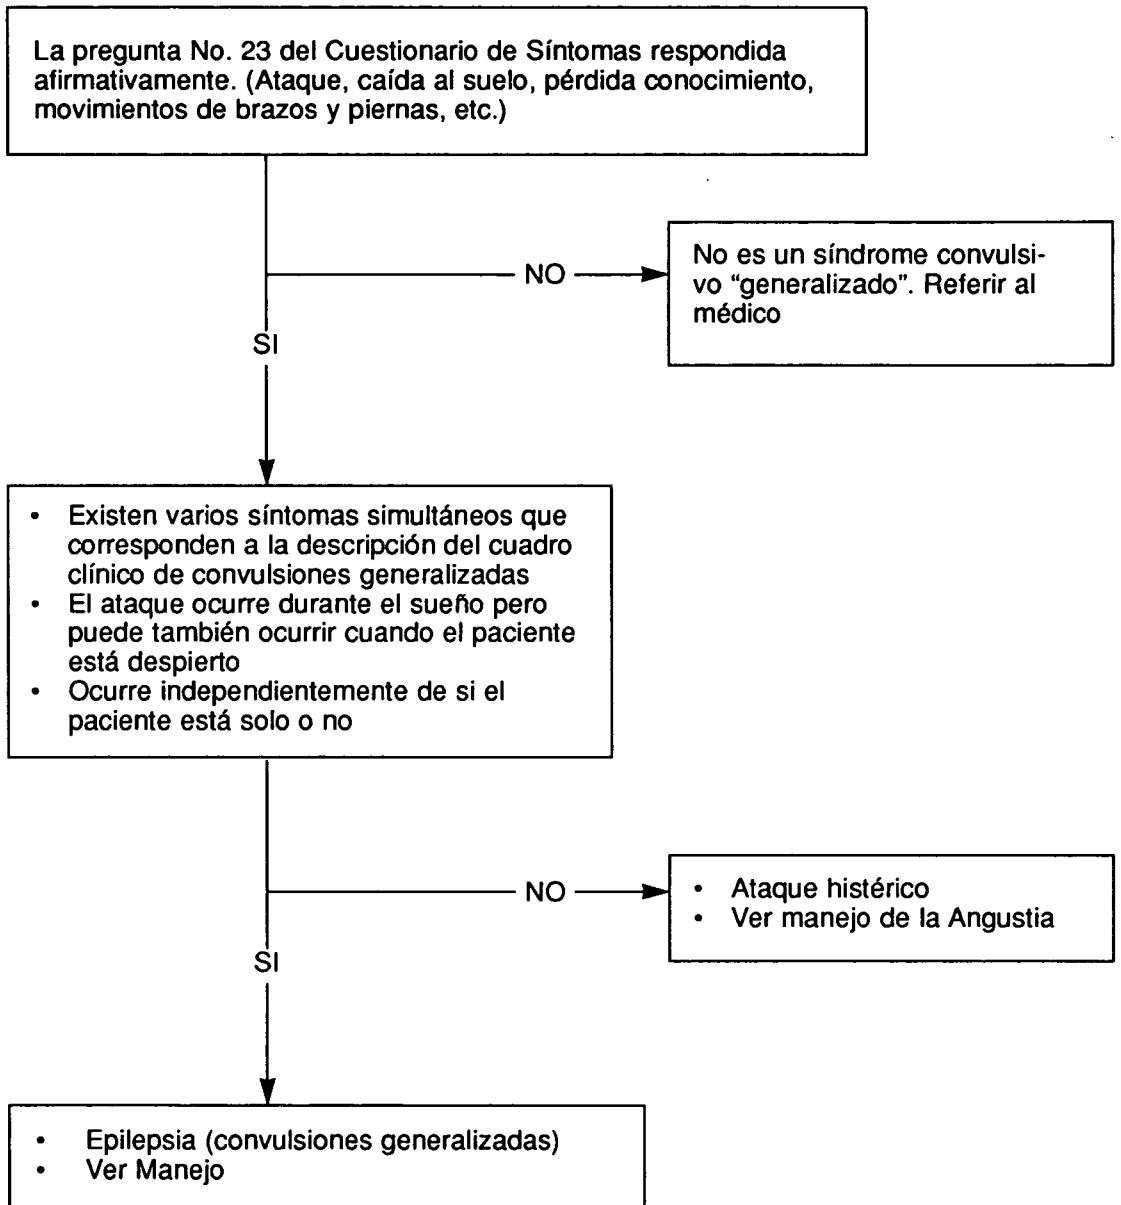 La pregunta No. 23 del Cuestionario de Síntomas respondida
afirmativamente. (Ataque, caída al suelo, pérdida conocimiento,
movimientos de brazos y piernas, etc.)
NO
No es un síndrome convulsi-
vo “generalizado”. Referir al
médico
SI
• Existen varios síntomas simultáneos que
corresponden a la descripción del cuadro
clínico de convulsiones generalizadas
• El ataque ocurre durante el sueño pero
puede también ocurrir cuando el paciente
está despierto
• Ocurre independientemente de si el
paciente está solo o no
NO
• Ataque histérico
• Ver manejo de la Angustia
SI
• Epilepsia (convulsiones generalizadas)
• Ver Manejo